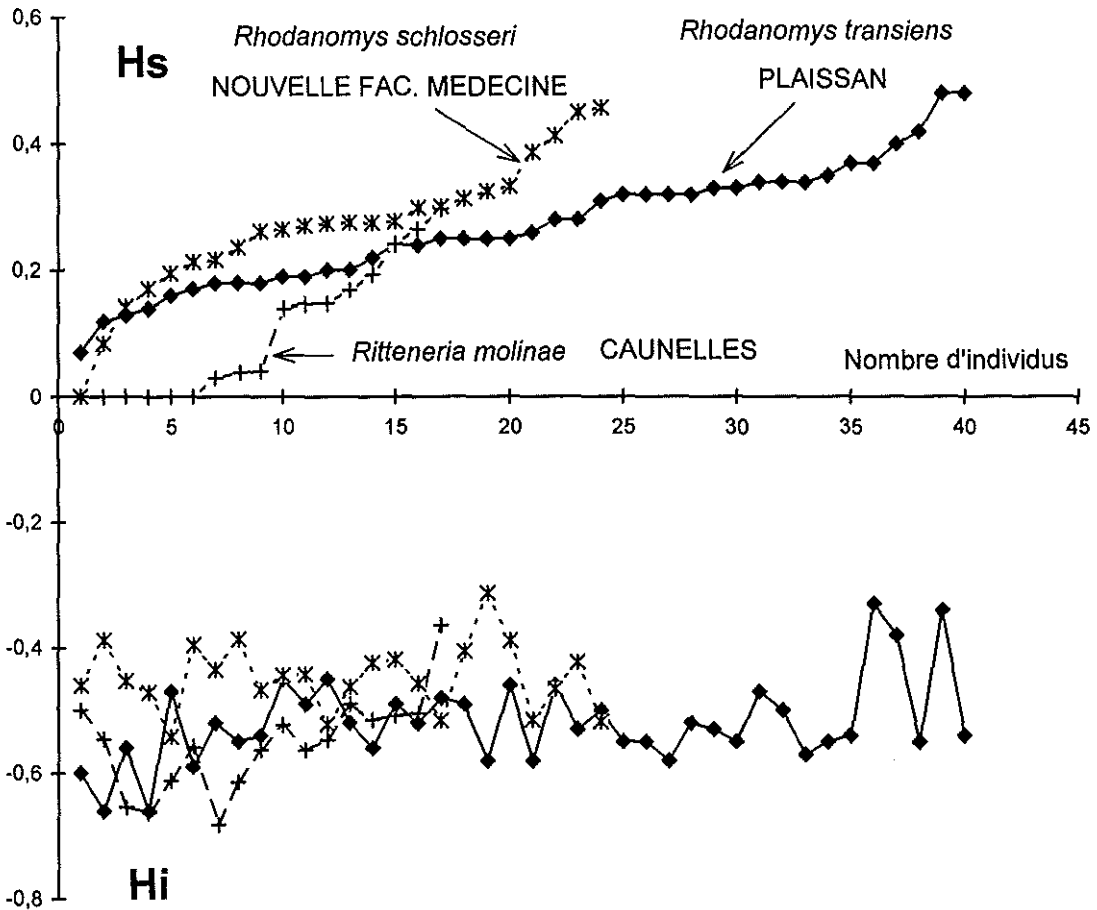 0,6
Rhodanomys schlosseri
Rhodanomys transiens
Hs
NOUVELLE FAC. MEDECINE
PLAISSAN
0,4
0,2
Ritteneria molinae CAUNELLES
Nombre d'individus
0
0 5 10 15 20 25 30 35 40 45
-0,2
-0,4
-0,6
Hi
-0,8